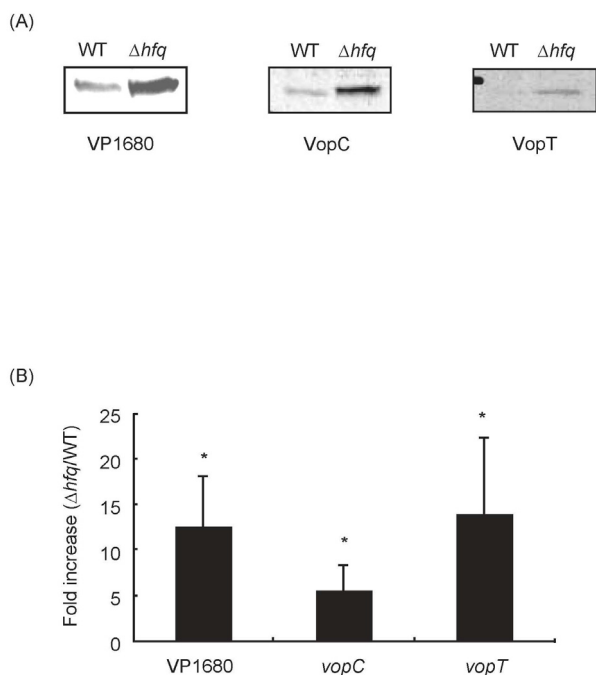 (A)
WT Δhfq WT Δhfq WT Δhfq
VP1680 VopC VopT
(B)
Fold increase (Δhfq/WT)
25
20
15
10
5
0
* * *
VP1680 vopC vopT